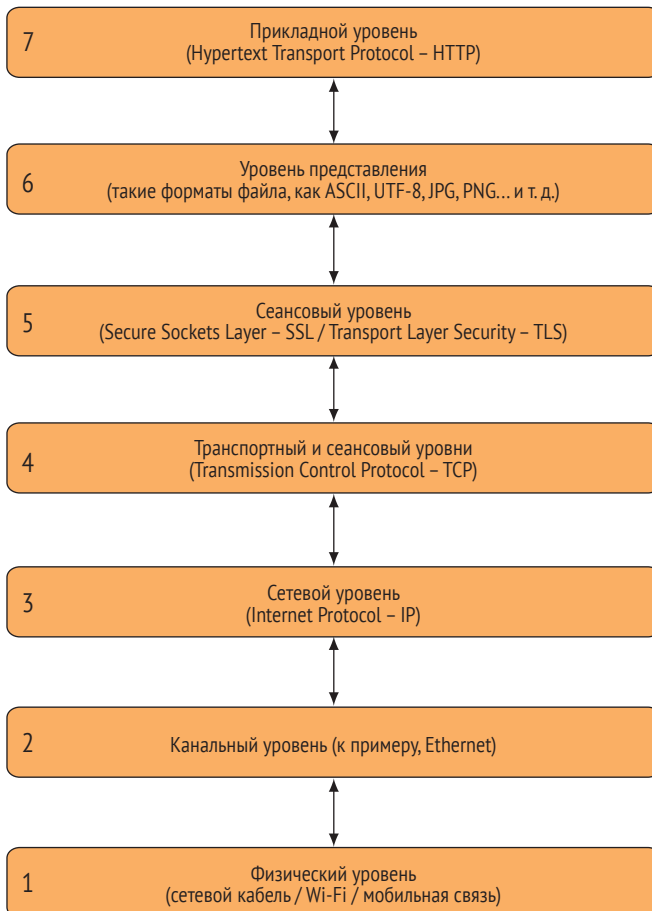 7
Прикладной уровень
(Hypertext Transport Protocol – HTTP)
6
Уровень представления
(такие форматы файла, как ASCII, UTF-8, JPG, PNG... и т. д.)
5
Сеансовый уровень
(Secure Sockets Layer – SSL / Transport Layer Security – TLS)
4
Транспортный и сеансовый уровни
(Transmission Control Protocol – TCP)
3
Сетевой уровень
(Internet Protocol – IP)
2
Канальный уровень (к примеру, Ethernet)
1
Физический уровень
(сетевой кабель / Wi-Fi / мобильная связь)